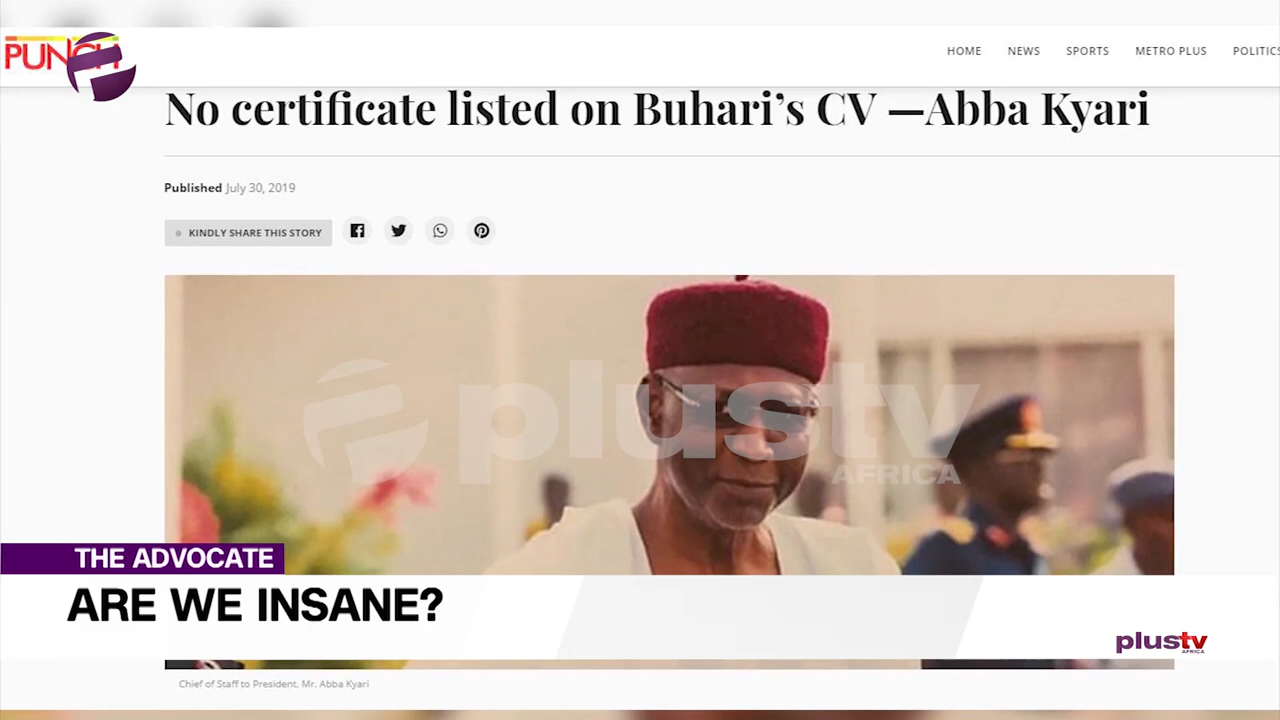 PUNCH
HOME NEWS SPORTS METRO PLUS POLITICS
No certificate listed on Buhari’s CV —Abba Kyari
Published July 30, 2019
KINDLY SHARE THIS STORY
plustv
AFRICA
THE ADVOCATE
ARE WE INSANE?
plustv
AFRICA
Chief of Staff to President, Mr. Abba Kyari